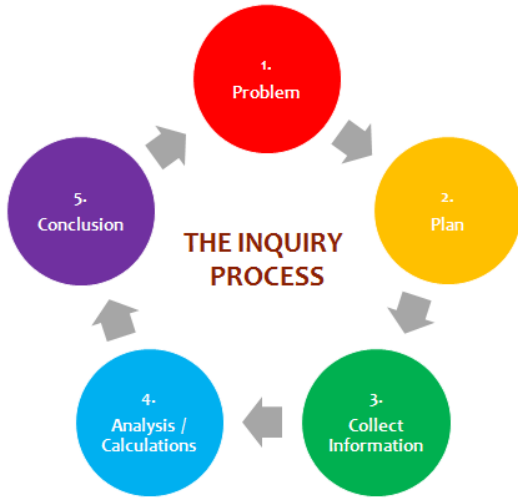 1.
Problem
2.
Plan
3.
Collect
Information
4.
Analysis /
Calculations
5.
Conclusion
THE INQUIRY
PROCESS